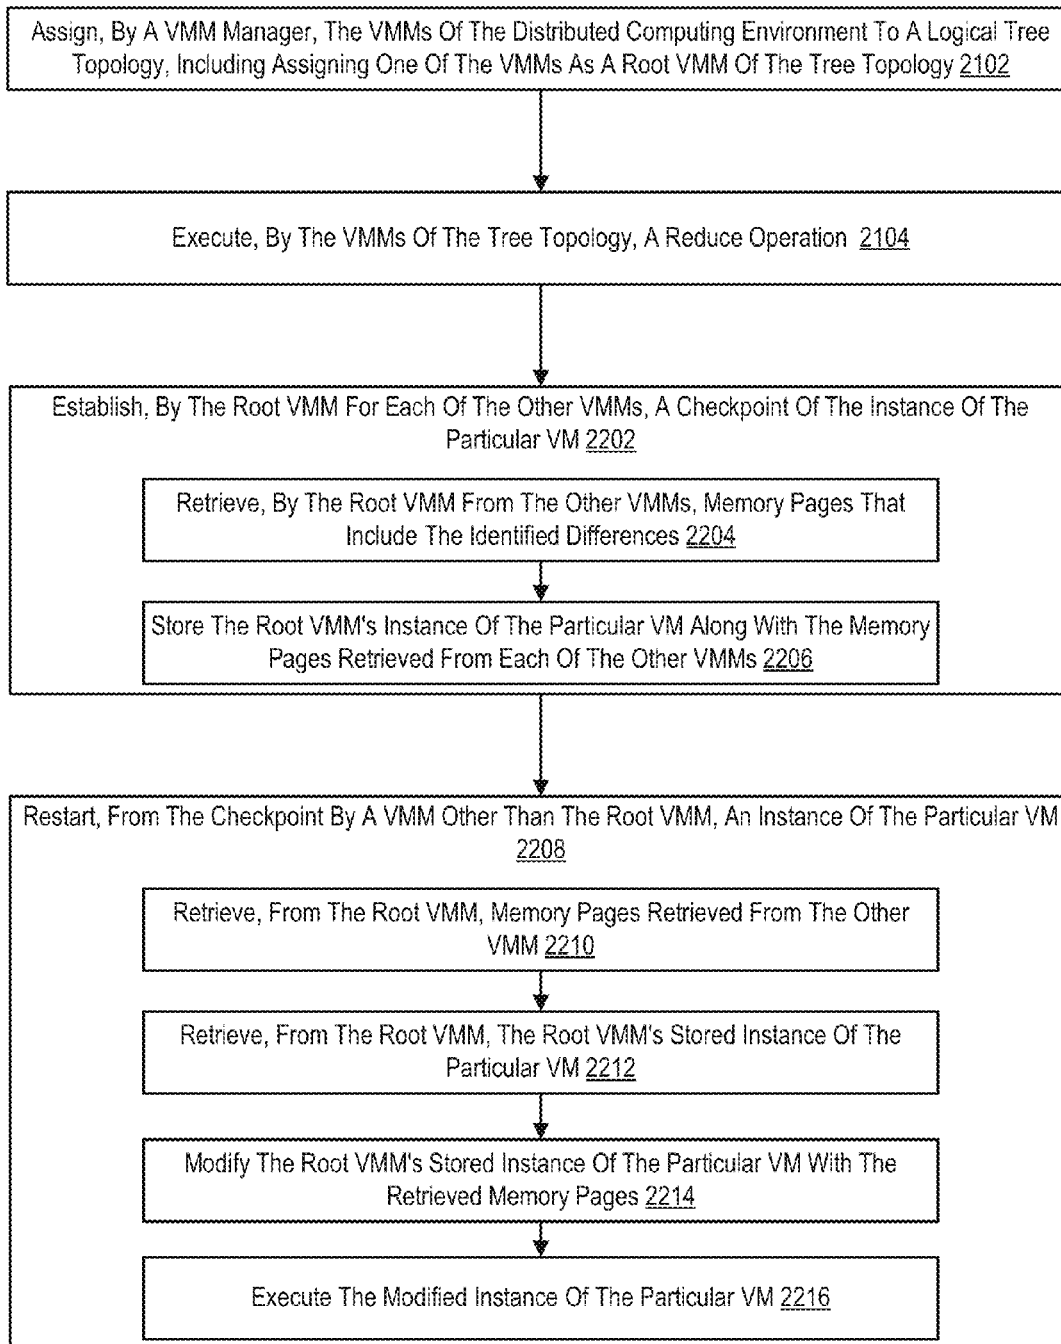 Assign, By A VMM Manager, The VMMs Of The Distributed Computing Environment To A Logical Tree
Topology, Including Assigning One Of The VMMs As A Root VMM Of The Tree Topology 2102
Execute, By The VMMs Of The Tree Topology, A Reduce Operation 2104
Establish, By The Root VMM For Each Of The Other VMMs, A Checkpoint Of The Instance Of The
Particular VM 2202
Retrieve, By The Root VMM From The Other VMMs, Memory Pages That
Include The Identified Differences 2204
Store The Root VMM's Instance Of The Particular VM Along With The Memory
Pages Retrieved From Each Of The Other VMMs 2206
Restart, From The Checkpoint By A VMM Other Than The Root VMM, An Instance Of The Particular VM
2208
Retrieve, From The Root VMM, Memory Pages Retrieved From The Other
VMM 2210
Retrieve, From The Root VMM, The Root VMM's Stored Instance Of The
Particular VM 2212
Modify The Root VMM's Stored Instance Of The Particular VM With The
Retrieved Memory Pages 2214
Execute The Modified Instance Of The Particular VM 2216